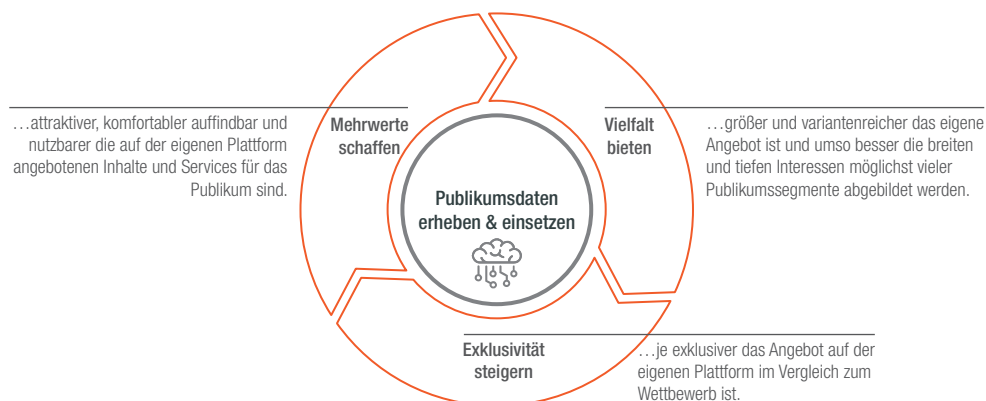 Mehrwerte
schaffen
…attraktiver, komfortabler auffindbar und
nutzbarer die auf der eigenen Plattform
angebotenen Inhalte und Services für das
Publikum sind.
Vielfalt
bieten
…größer und variantenreicher das eigene
Angebot ist und umso besser die breiten
und tiefen Interessen möglichst vieler
Publikumssegmente abgebildet werden.
Publikumsdaten
erheben & einsetzen
Exklusivität
steigern
…je exklusiver das Angebot auf der
eigenen Plattform im Vergleich zum
Wettbewerb ist.